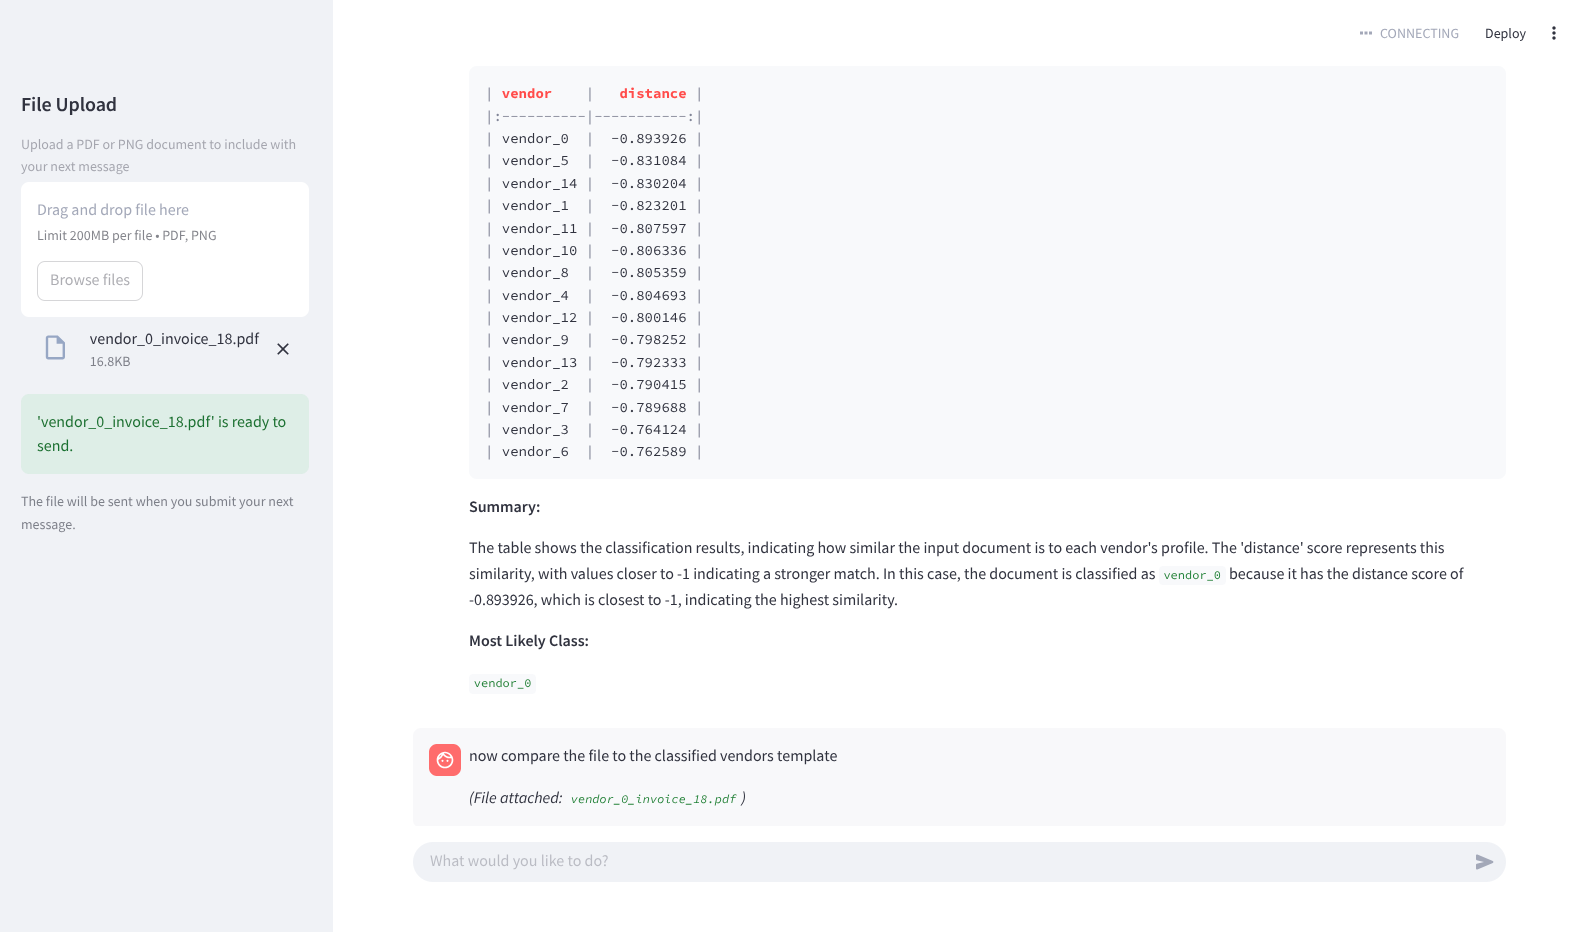 CONNECTING
Deploy
File Upload
Upload a PDF or PNG document to include with
your next message
Drag and drop file here
Limit 200MB per file • PDF, PNG
Browse files
vendor_0_invoice_18.pdf
16.8KB
'vendor_0_invoice_18.pdf' is ready to
send.
The file will be sent when you submit your next
message.
| vendor    |   distance |
|:----------|-----------:|
| vendor_0  |  -0.893926 |
| vendor_5  |  -0.831084 |
| vendor_14 |  -0.830204 |
| vendor_1  |  -0.823201 |
| vendor_11 |  -0.807597 |
| vendor_10 |  -0.806336 |
| vendor_8  |  -0.805359 |
| vendor_4  |  -0.804693 |
| vendor_12 |  -0.800146 |
| vendor_9  |  -0.798252 |
| vendor_13 |  -0.792333 |
| vendor_2  |  -0.790415 |
| vendor_7  |  -0.789688 |
| vendor_3  |  -0.764124 |
| vendor_6  |  -0.762589 |
Summary:
The table shows the classification results, indicating how similar the input document is to each vendor's profile. The 'distance' score represents this
similarity, with values closer to -1 indicating a stronger match. In this case, the document is classified as vendor_0 because it has the distance score of
-0.893926, which is closest to -1, indicating the highest similarity.
Most Likely Class:
vendor_0
now compare the file to the classified vendors template
(File attached: vendor_0_invoice_18.pdf )
What would you like to do?